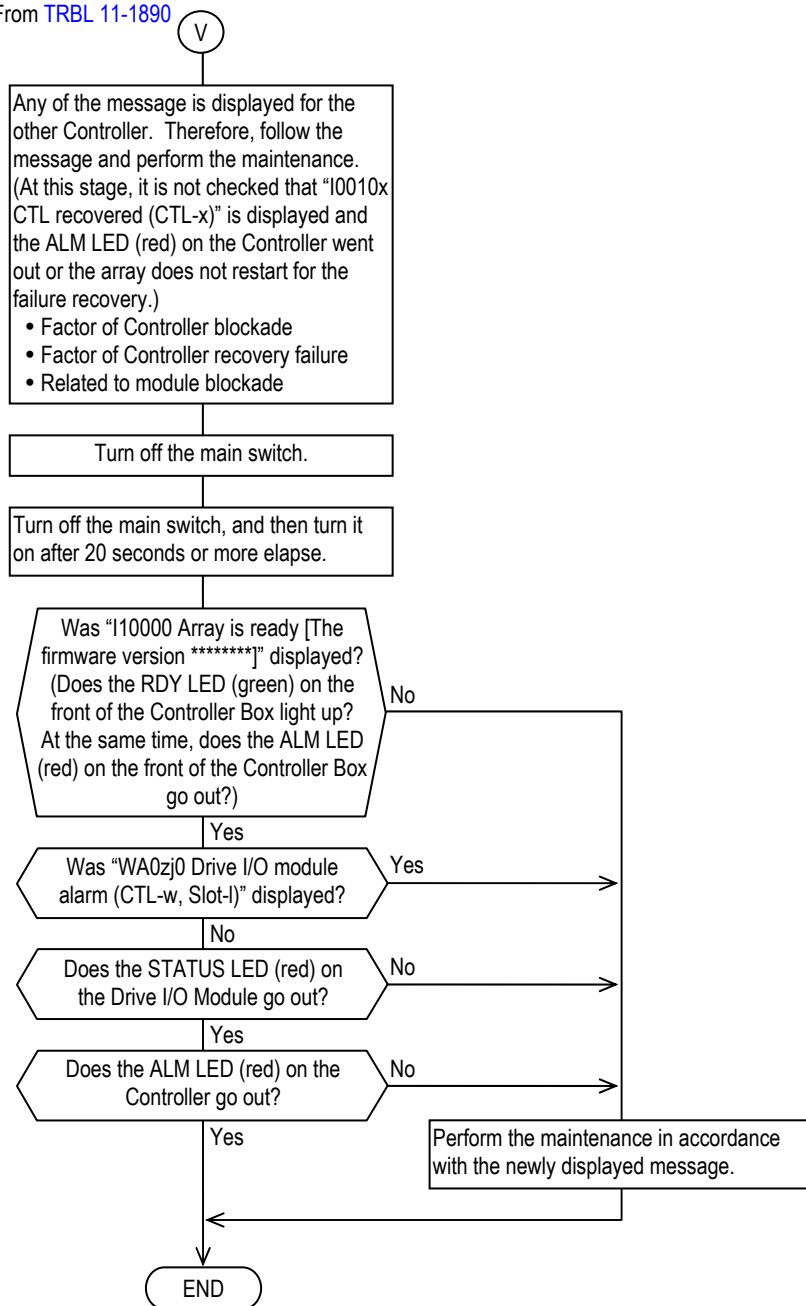 From TRBL 11-1890
V
Any of the message is displayed for the
other Controller.  Therefore, follow the
message and perform the maintenance.
(At this stage, it is not checked that “I0010x
CTL recovered (CTL-x)” is displayed and
the ALM LED (red) on the Controller went
out or the array does not restart for the
failure recovery.)
• Factor of Controller blockade
• Factor of Controller recovery failure
• Related to module blockade
Turn off the main switch.
Turn off the main switch, and then turn it
on after 20 seconds or more elapse.
Was “I10000 Array is ready [The
firmware version ********]” displayed?
(Does the RDY LED (green) on the
front of the Controller Box light up?
At the same time, does the ALM LED
(red) on the front of the Controller Box
go out?)
No
Yes
Was “WA0zj0 Drive I/O module
alarm (CTL-w, Slot-l)” displayed?
Yes
No
Does the STATUS LED (red) on
the Drive I/O Module go out?
No
Yes
Does the ALM LED (red) on the
Controller go out?
No
Yes
Perform the maintenance in accordance
with the newly displayed message.
END